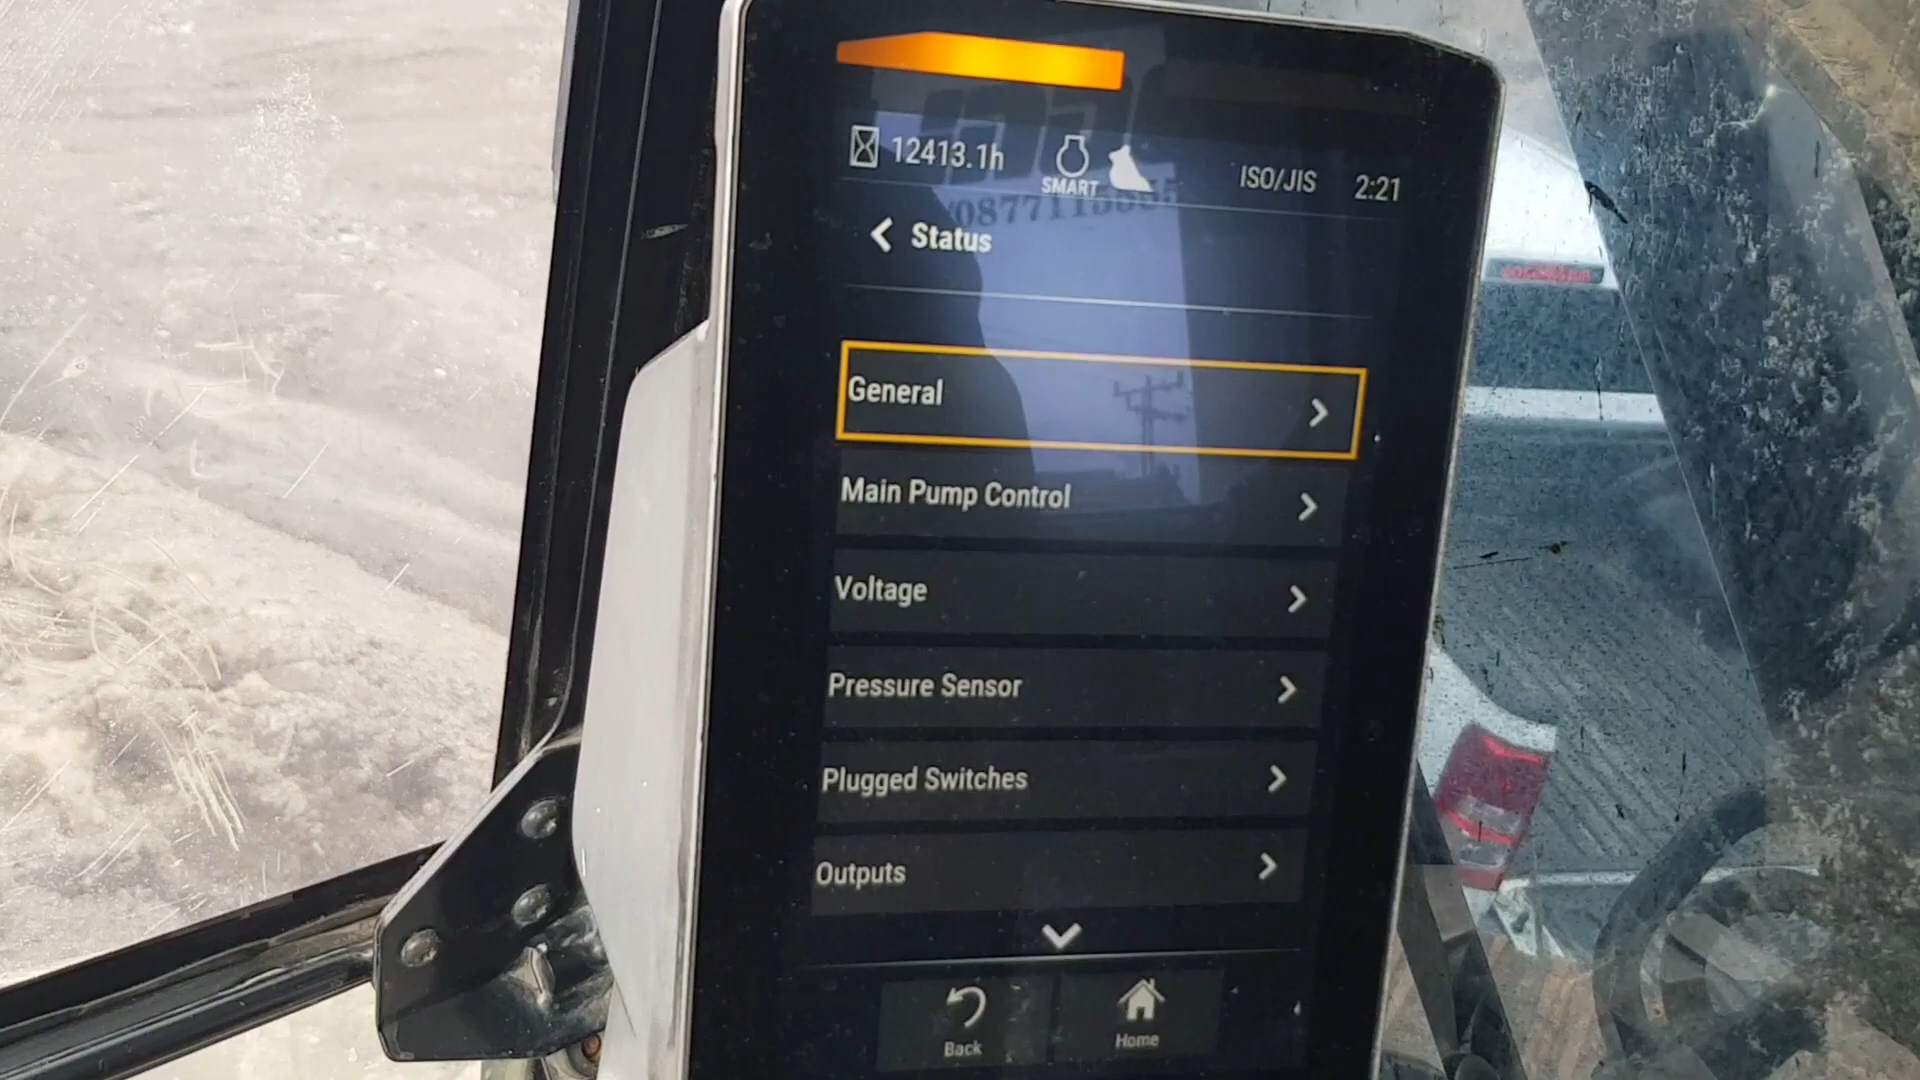 12413.1h
SMART
ISO/JIS
2:21
Status
General
Main Pump Control
Voltage
Pressure Sensor
Plugged Switches
Outputs
Back
Home